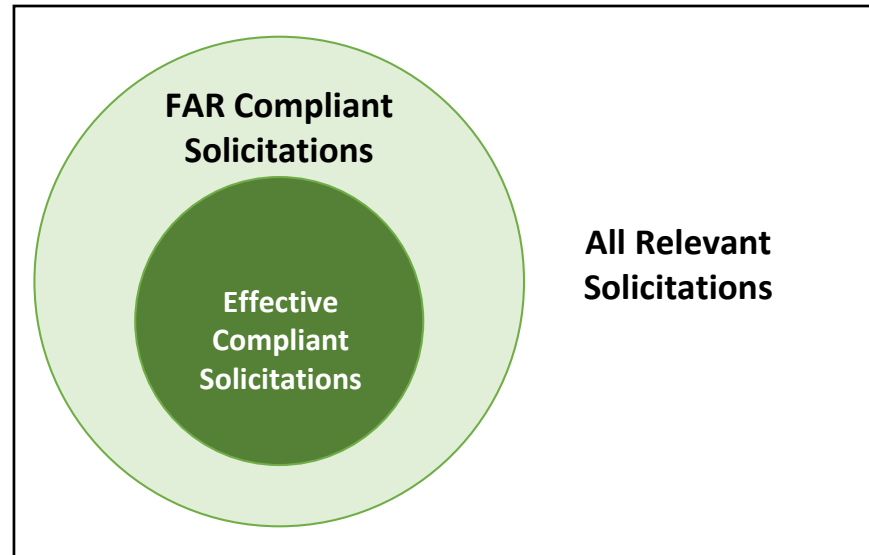 FAR Compliant
Solicitations
All Relevant
Solicitations
Effective
Compliant
Solicitations